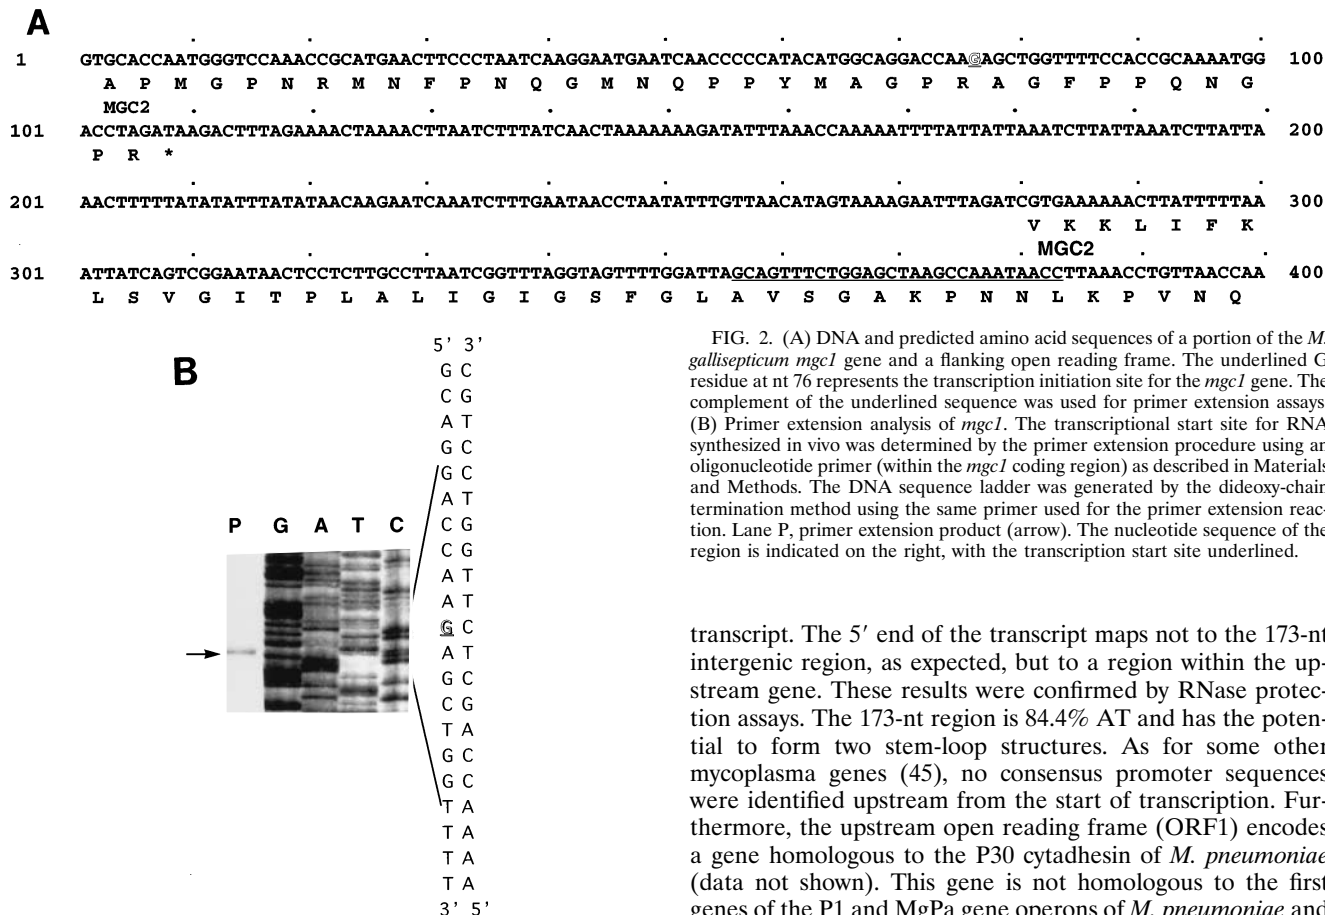 A
1 GTGCACCAATGGGTCCAAACCGCATGAACTTCCCTAATCAAGGAATGAATCAACCCCCATACATGGCAGGACCAAGAGCTGGTTTTCCACCGCAAAATGG 100
A P M G P N R M N F P N Q G M N Q P P Y M A G P R A G F P P Q N G
MGC2
101 ACCTAGATAAGACTTTAGAAAACTAAAACTTAATCTTTATCAACTAAAAAAAGATATTTAAACCAAAAATTTTATTATTAAATCTTATTAAATCTTATTA 200
P R *
201 AACTTTTTATATATTTATATAACAAGAATCAAATCTTTGAATAACCTAATATTTGTTAACATAGTAAAAGAATTTAGATCGTGAAAAAACTTATTTTTAA 300
V K K L I F K
MGC2
301 ATTATCAGTCGGAATAACTCCTCTTGCCTTAATCGGTTTAGGTAGTTTTGGATTAGCAGTTTCTGGAGCTAAGCCAAATAACCTTAAACCTGTTAACCAA 400
L S V G I T P L A L I G I G S F G L A V S G A K P N N L K P V N Q
B
P G A T C
5' 3'
G C
C G
A T
G C
G C
A T
C G
C G
A T
A T
G C
A T
G C
C G
T A
G C
G C
T A
T A
T A
T A
3' 5'
FIG. 2. (A) DNA and predicted amino acid sequences of a portion of the M.
gallisepticum mgc1 gene and a flanking open reading frame. The underlined G
residue at nt 76 represents the transcription initiation site for the mgc1 gene. The
complement of the underlined sequence was used for primer extension assays.
(B) Primer extension analysis of mgc1. The transcriptional start site for RNA
synthesized in vivo was determined by the primer extension procedure using an
oligonucleotide primer (within the mgc1 coding region) as described in Materials
and Methods. The DNA sequence ladder was generated by the dideoxy-chain
termination method using the same primer used for the primer extension reac-
tion. Lane P, primer extension product (arrow). The nucleotide sequence of the
region is indicated on the right, with the transcription start site underlined.
transcript. The 5′ end of the transcript maps not to the 173-nt
intergenic region, as expected, but to a region within the up-
stream gene. These results were confirmed by RNase protec-
tion assays. The 173-nt region is 84.4% AT and has the poten-
tial to form two stem-loop structures. As for some other
mycoplasma genes (45), no consensus promoter sequences
were identified upstream from the start of transcription. Fur-
thermore, the upstream open reading frame (ORF1) encodes
a gene homologous to the P30 cytadhesin of M. pneumoniae
(data not shown). This gene is not homologous to the first
genes of the P1 and MgPa gene operons of M. pneumoniae and